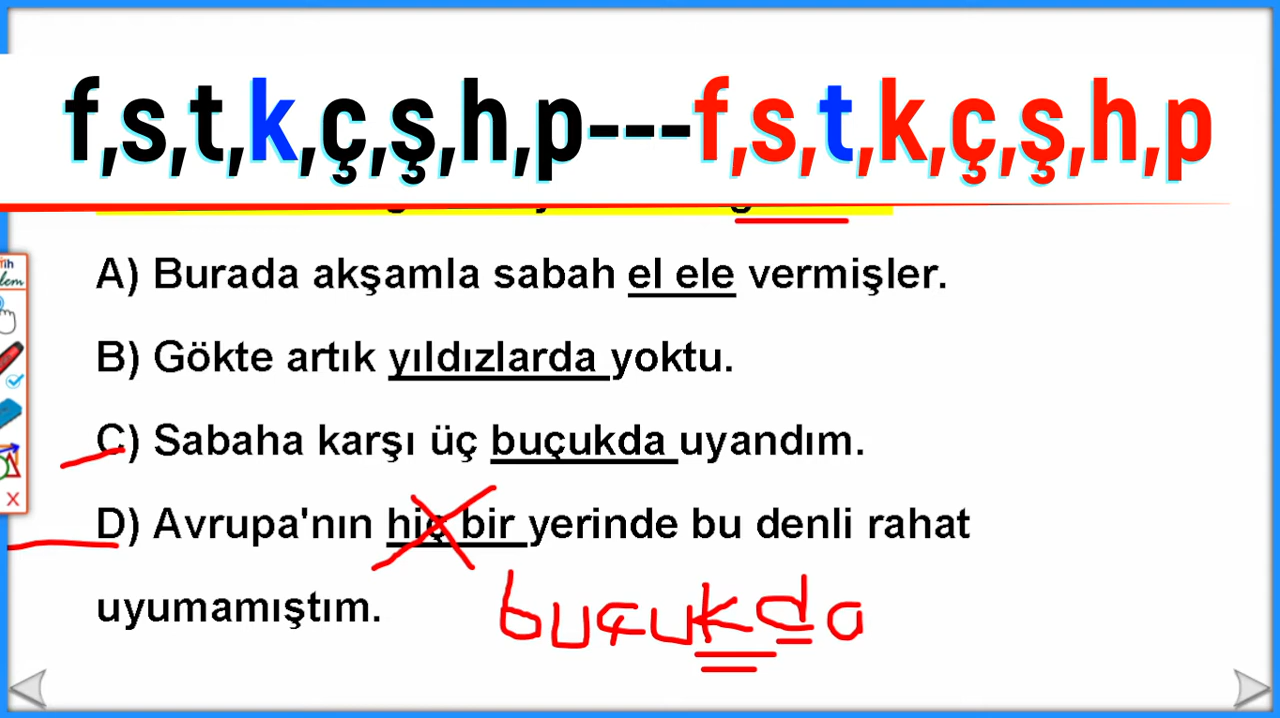 f,s,t,k,ç,ş,h,p---f,s,t,k,ç,ş,h,p
A) Burada akşamla sabah el ele vermişler.
B) Gökte artık yıldızlarda yoktu.
C) Sabaha karşı üç buçukda uyandım.
D) Avrupa'nın hiç bir yerinde bu denli rahat
uyumamıştım.
buçukda